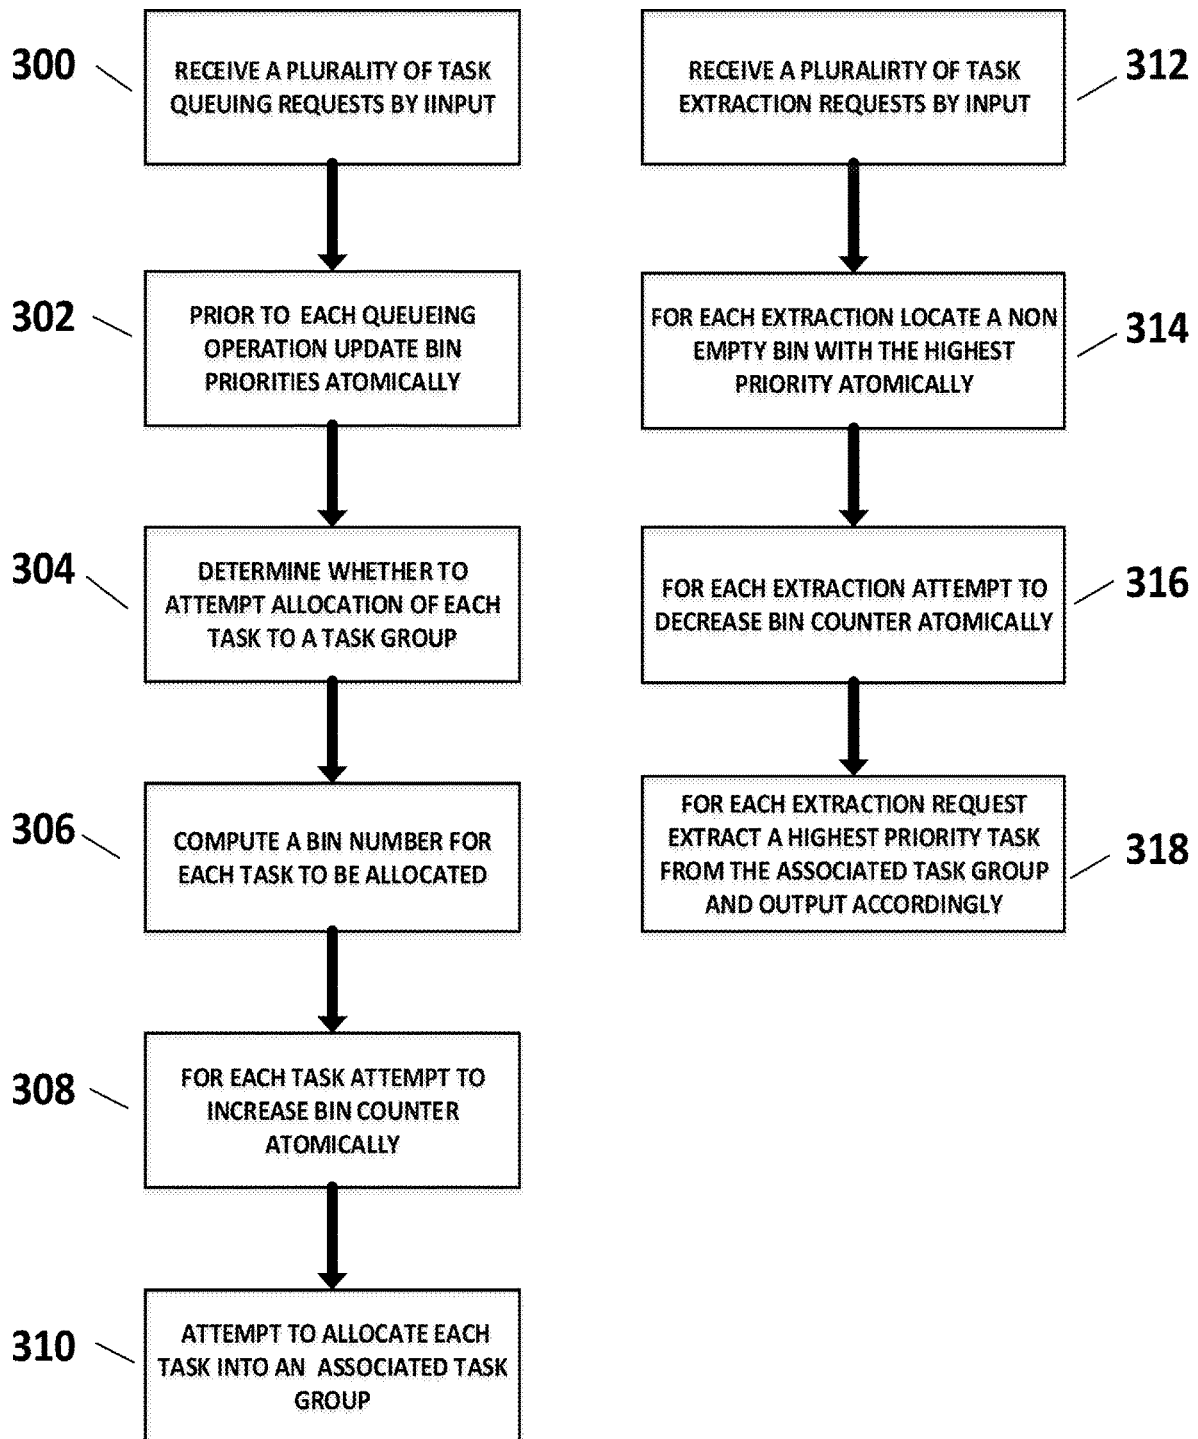 300
RECEIVE A PLURALITY OF TASK
QUEUING REQUESTS BY IINPUT
302
PRIOR TO EACH QUEUEING
OPERATION UPDATE BIN
PRIORITIES ATOMICALLY
304
DETERMINE WHETHER TO
ATTEMPT ALLOCATION OF EACH
TASK TO A TASK GROUP
306
COMPUTE A BIN NUMBER FOR
EACH TASK TO BE ALLOCATED
308
FOR EACH TASK ATTEMPT TO
INCREASE BIN COUNTER
ATOMICALLY
310
ATTEMPT TO ALLOCATE EACH
TASK INTO AN ASSOCIATED TASK
GROUP
312
RECEIVE A PLURALIRTY OF TASK
EXTRACTION REQUESTS BY INPUT
314
FOR EACH EXTRACTION LOCATE A NON
EMPTY BIN WITH THE HIGHEST
PRIORITY ATOMICALLY
316
FOR EACH EXTRACTION ATTEMPT TO
DECREASE BIN COUNTER ATOMICALLY
318
FOR EACH EXTRACTION REQUEST
EXTRACT A HIGHEST PRIORITY TASK
FROM THE ASSOCIATED TASK GROUP
AND OUTPUT ACCORDINGLY